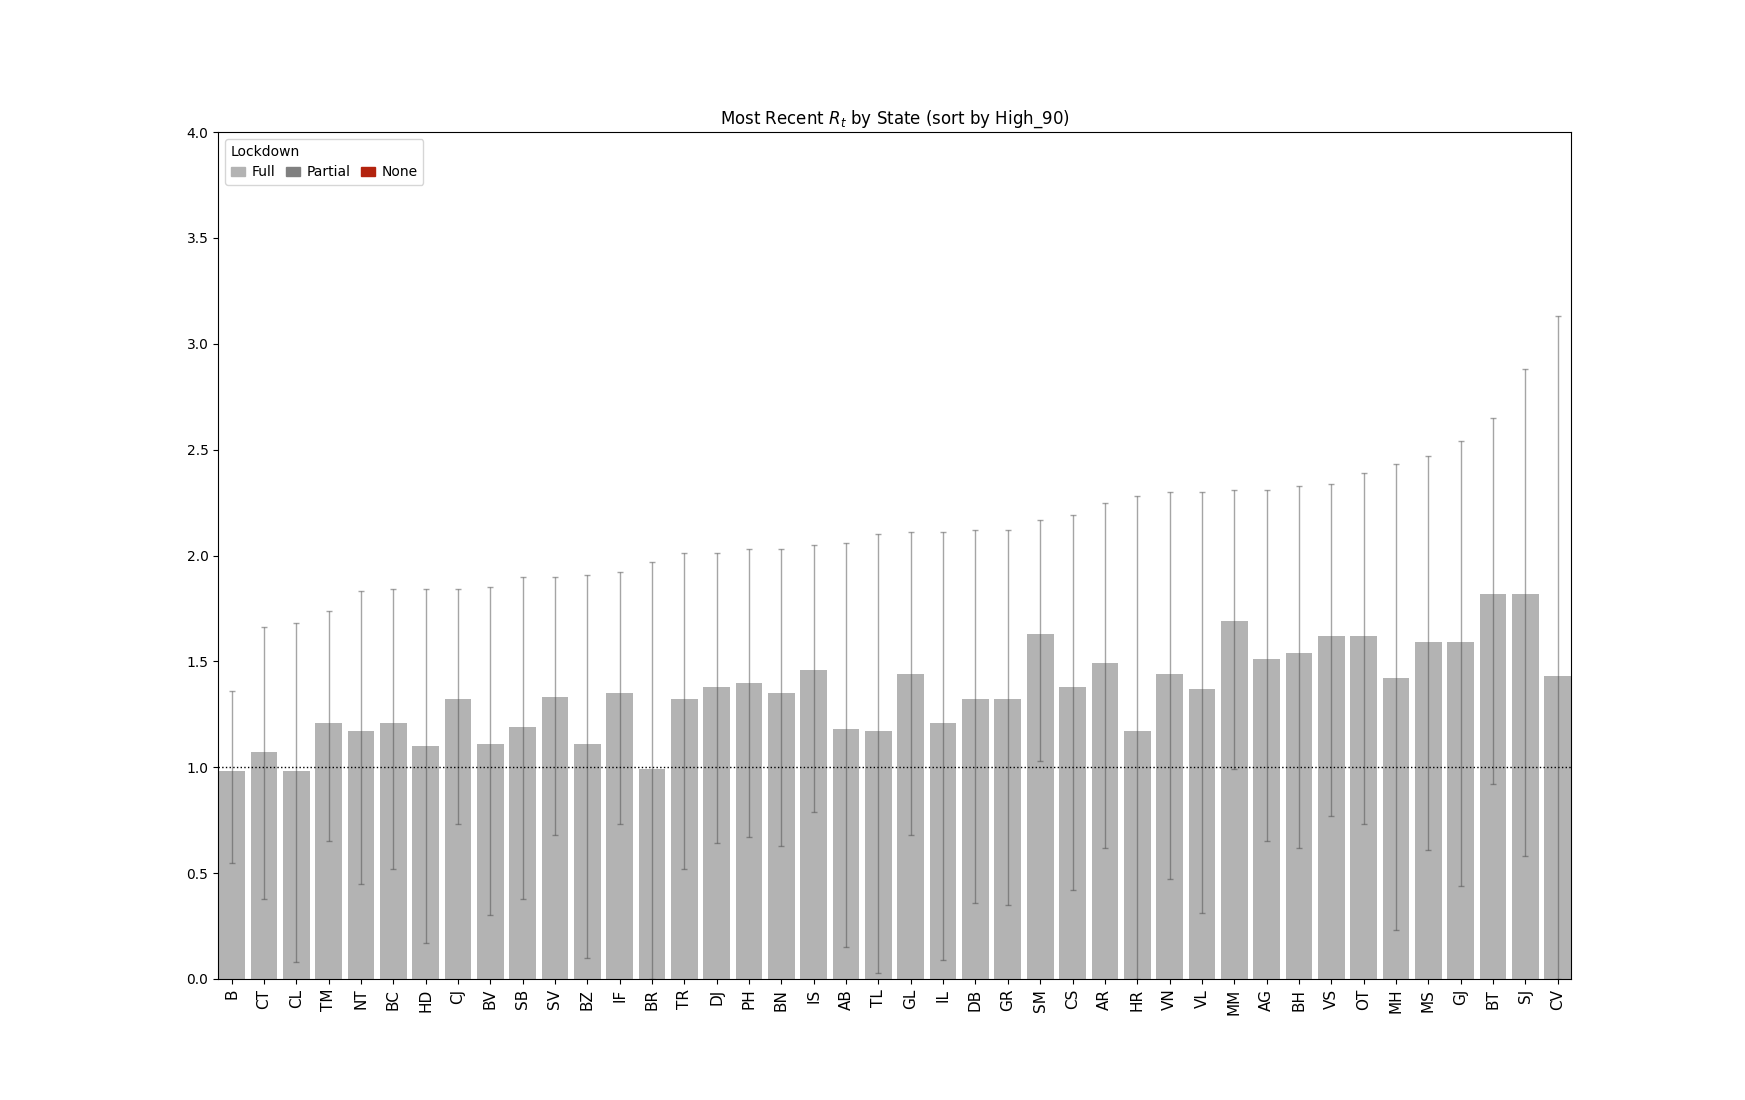 Most Recent R_t by State (sort by High_90)
4.0
Lockdown
Full Partial None
3.5
3.0
2.5
2.0
1.5
1.0
0.5
0.0
B CT CL TM NT BC HD CJ BV SB SV BZ IF BR TR DJ PH BN IS AB TL GL IL DB GR SM CS AR HR VN VL MM AG BH VS OT MH MS GJ BT SJ CV